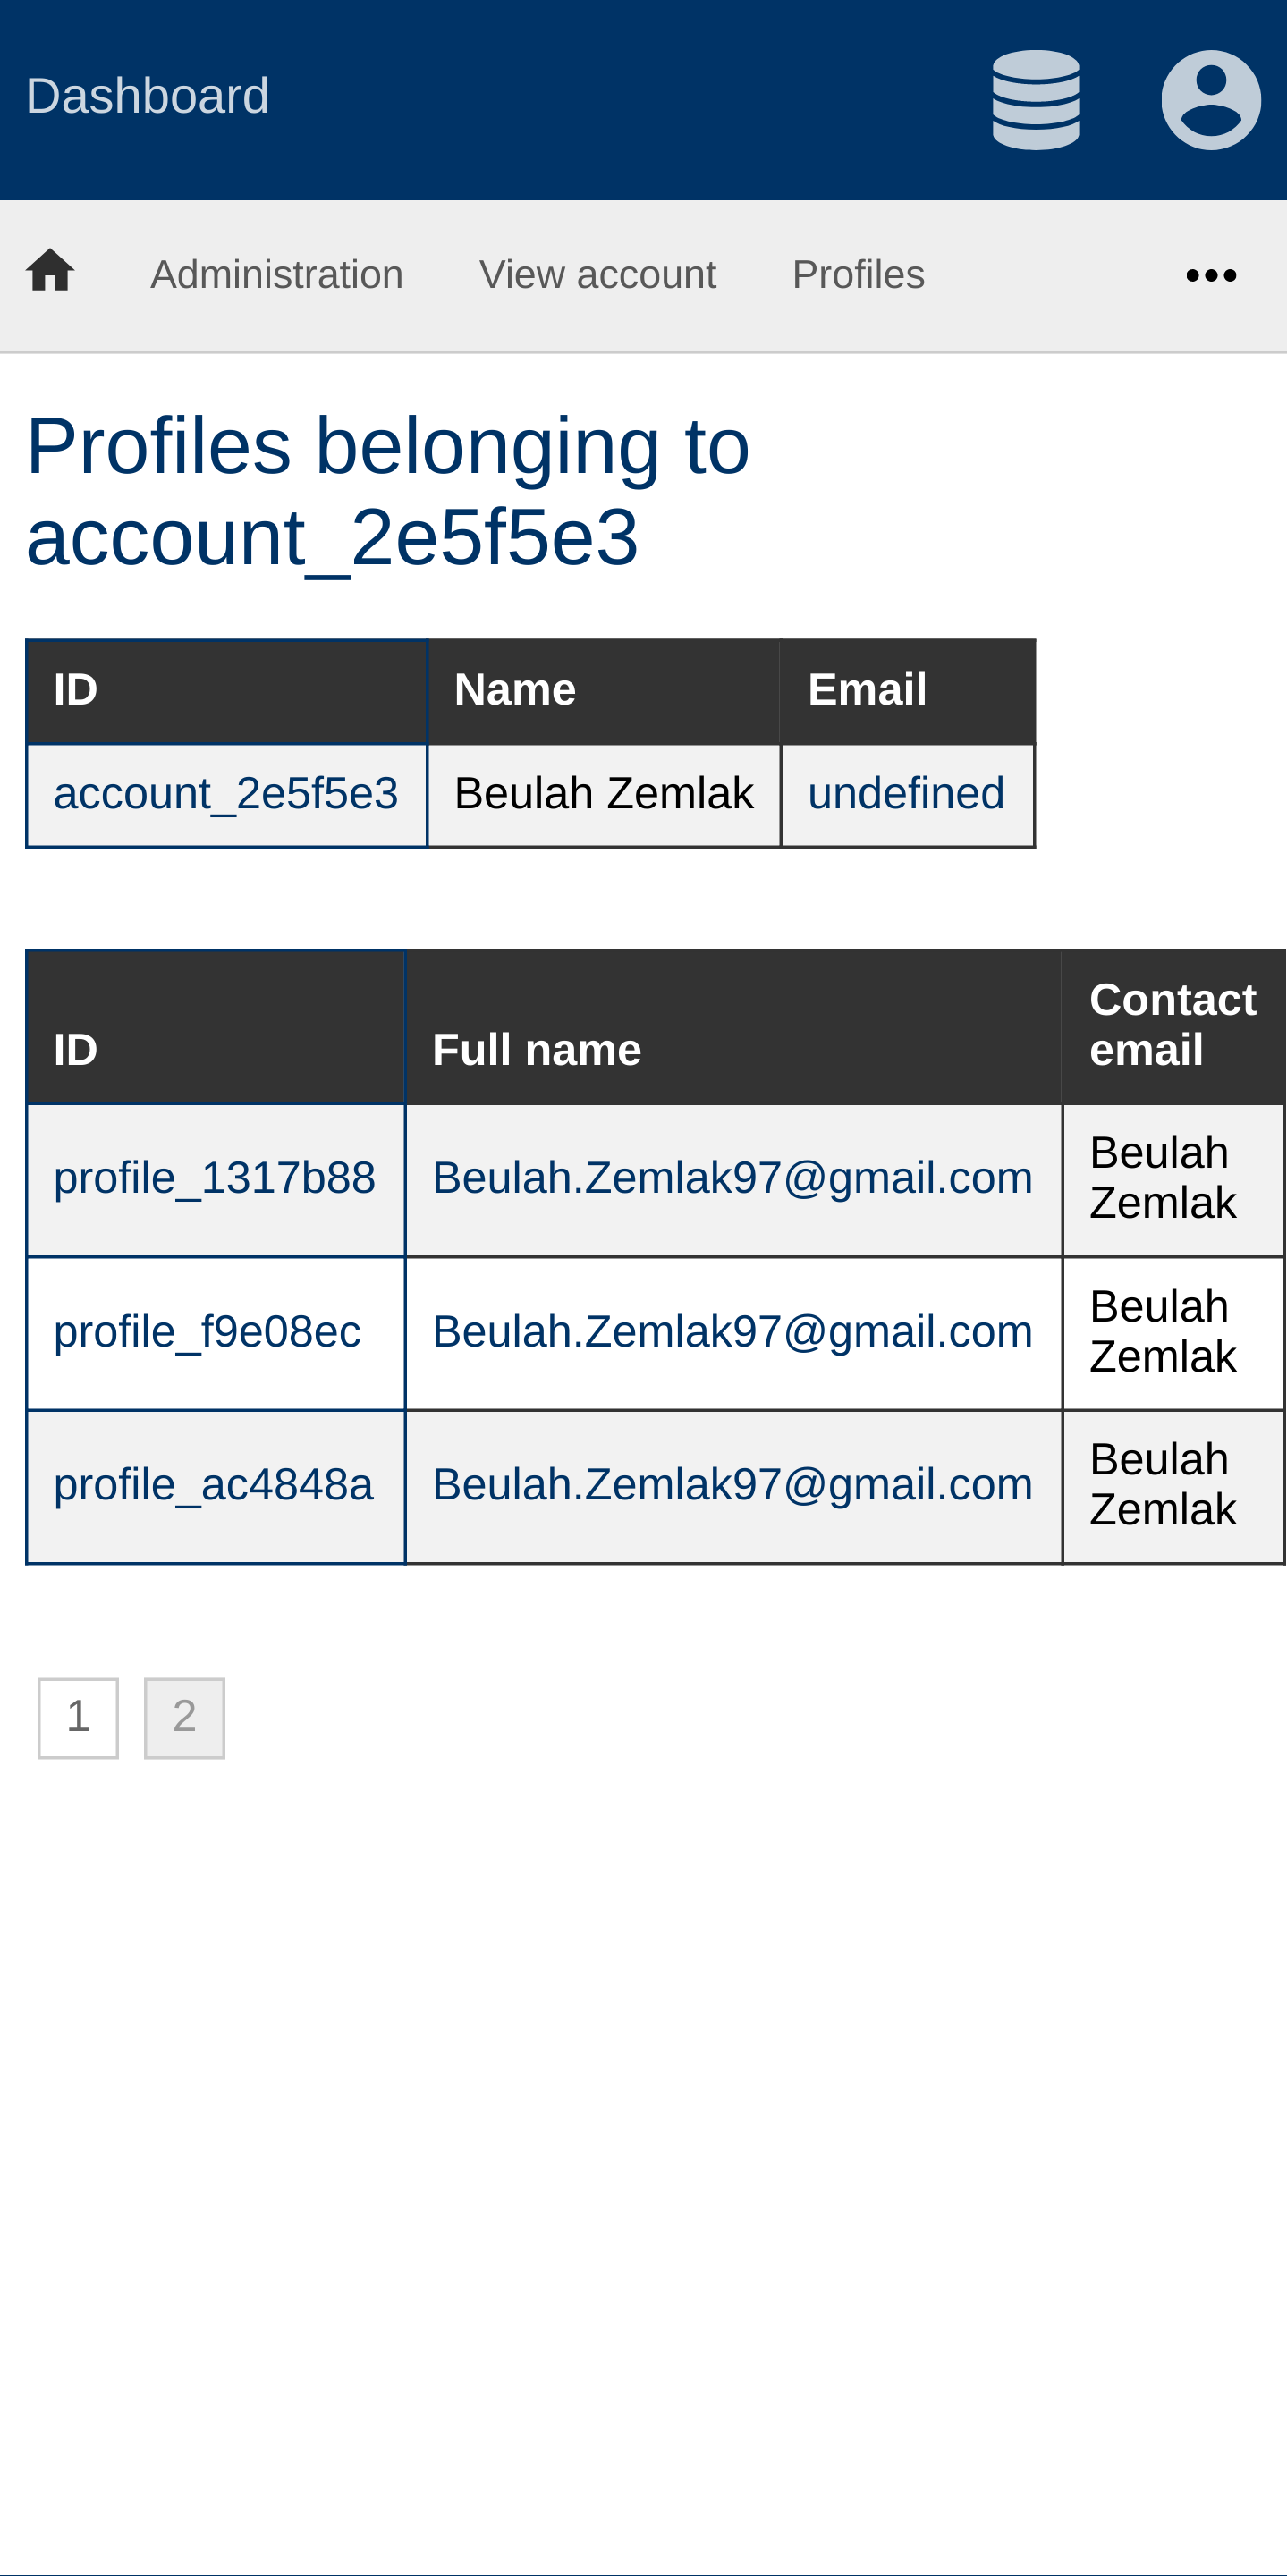 Dashboard
Administration View account Profiles
Profiles belonging to
account_2e5f5e3
ID Name Email
account_2e5f5e3 Beulah Zemlak undefined
ID Full name Contact email
profile_1317b88 Beulah.Zemlak97@gmail.com Beulah Zemlak
profile_f9e08ec Beulah.Zemlak97@gmail.com Beulah Zemlak
profile_ac4848a Beulah.Zemlak97@gmail.com Beulah Zemlak
1 2